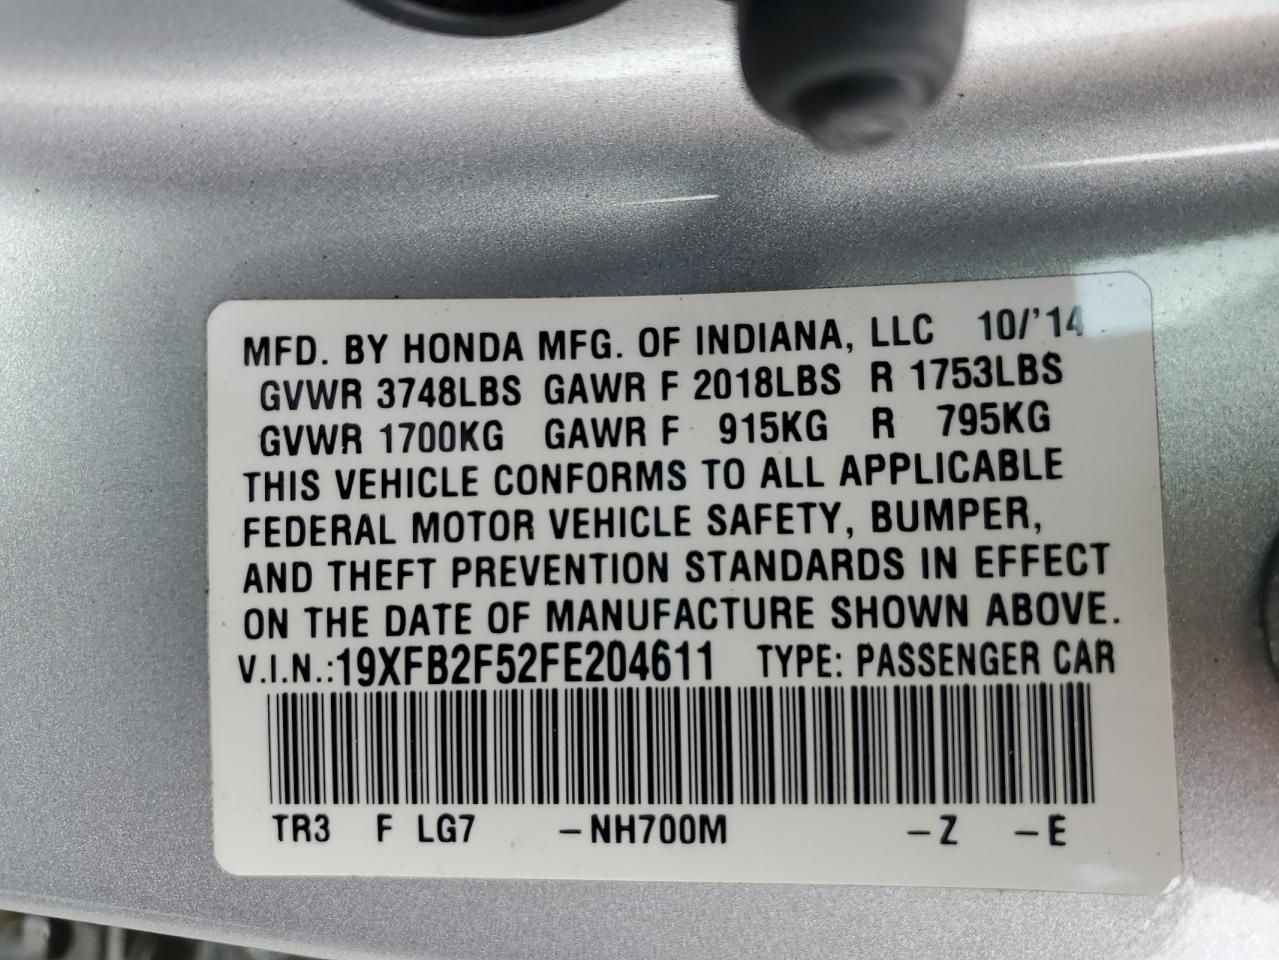 MFD. BY HONDA MFG. OF INDIANA, LLC 10/'14
GVWR 3748LBS GAWR F 2018LBS R 1753LBS
GVWR 1700KG GAWR F 915KG R 795KG
THIS VEHICLE CONFORMS TO ALL APPLICABLE
FEDERAL MOTOR VEHICLE SAFETY, BUMPER,
AND THEFT PREVENTION STANDARDS IN EFFECT
ON THE DATE OF MANUFACTURE SHOWN ABOVE.
V.I.N.:19XFB2F52FE204611 TYPE: PASSENGER CAR
TR3 F LG7 –NH700M –Z –E